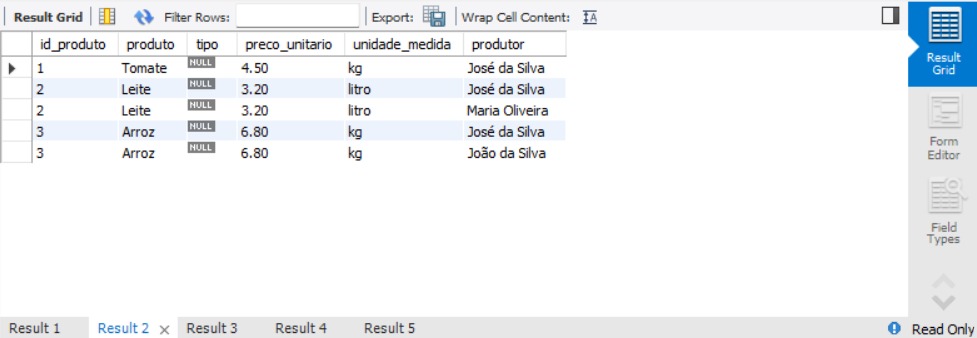 Result Grid Filter Rows: Export: Wrap Cell Content: IA
id_produto produto tipo preco_unitario unidade_medida produtor
1 Tomate NULL 4.50 kg José da Silva
2 Leite NULL 3.20 litro José da Silva
2 Leite NULL 3.20 litro Maria Oliveira
3 Arroz NULL 6.80 kg José da Silva
3 Arroz NULL 6.80 kg João da Silva
Result
Grid
Form
Editor
Field
Types
Result 1 Result 2 × Result 3 Result 4 Result 5 Read Only